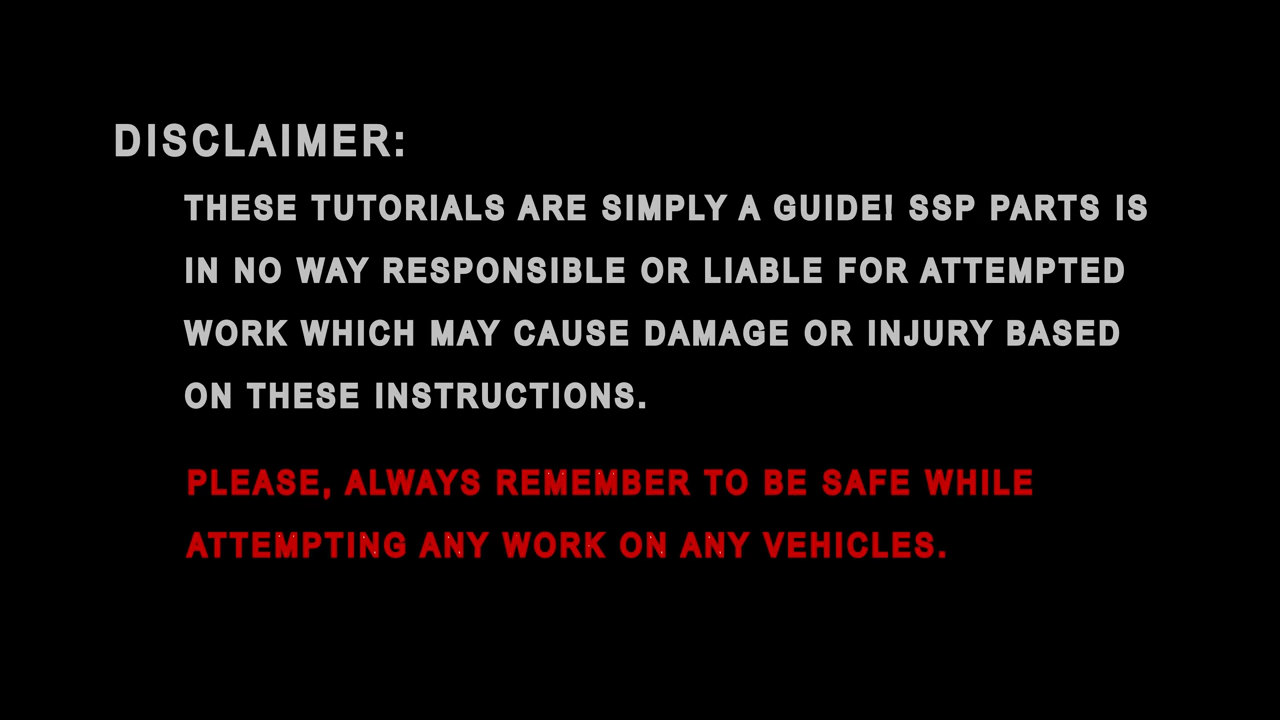 DISCLAIMER:
THESE TUTORIALS ARE SIMPLY A GUIDE! SSP PARTS IS
IN NO WAY RESPONSIBLE OR LIABLE FOR ATTEMPTED
WORK WHICH MAY CAUSE DAMAGE OR INJURY BASED
ON THESE INSTRUCTIONS.
PLEASE, ALWAYS REMEMBER TO BE SAFE WHILE
ATTEMPTING ANY WORK ON ANY VEHICLES.